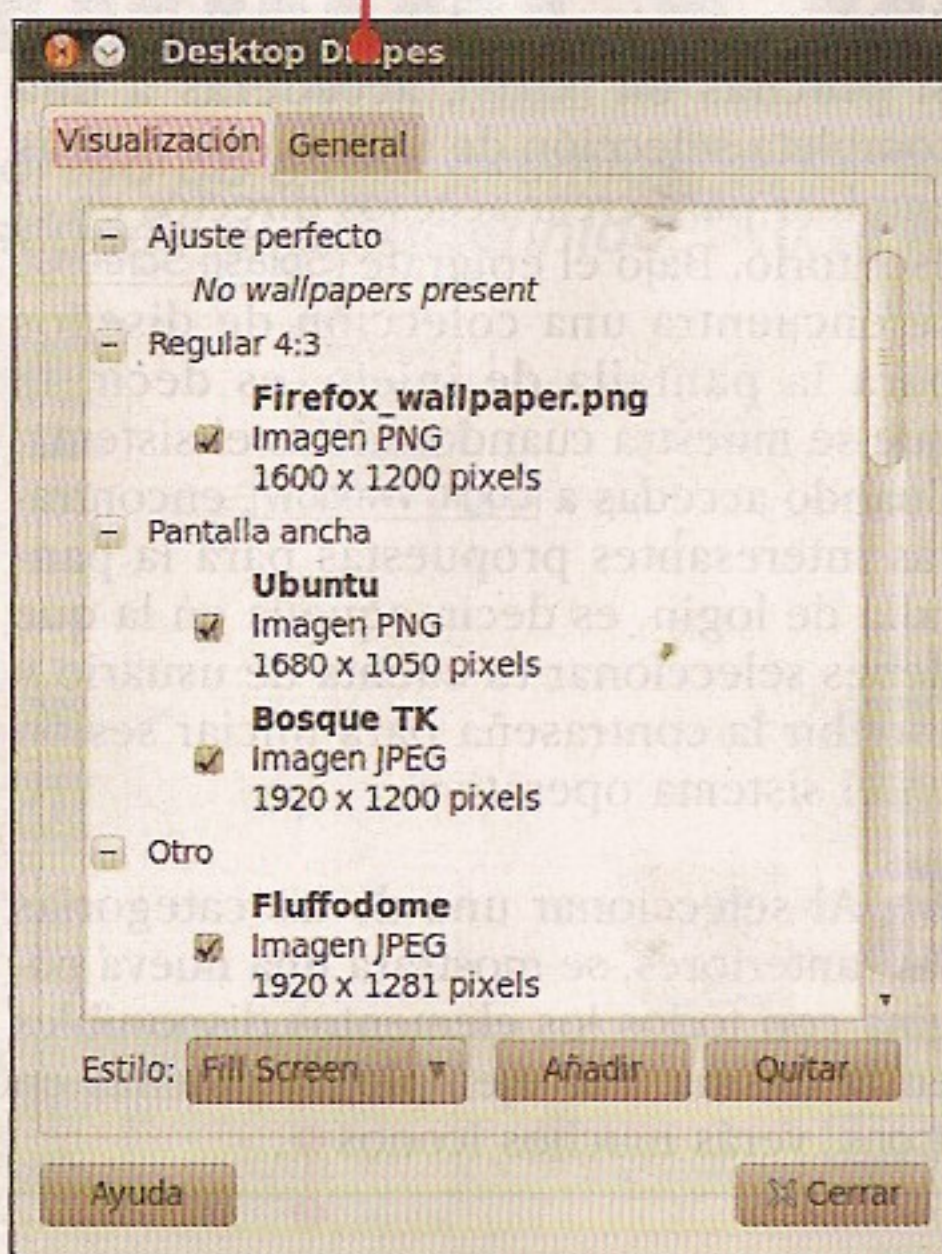 Desktop Drapes
Visualización General
Ajuste perfecto
No wallpapers present
Regular 4:3
Firefox_wallpaper.png
Imagen PNG
1600 x 1200 pixels
Pantalla ancha
Ubuntu
Imagen PNG
1680 x 1050 pixels
Bosque TK
Imagen JPEG
1920 x 1200 pixels
Otro
Fluffodome
Imagen JPEG
1920 x 1281 pixels
Estilo: Fill Screen Añadir Quitar
Ayuda Cerrar